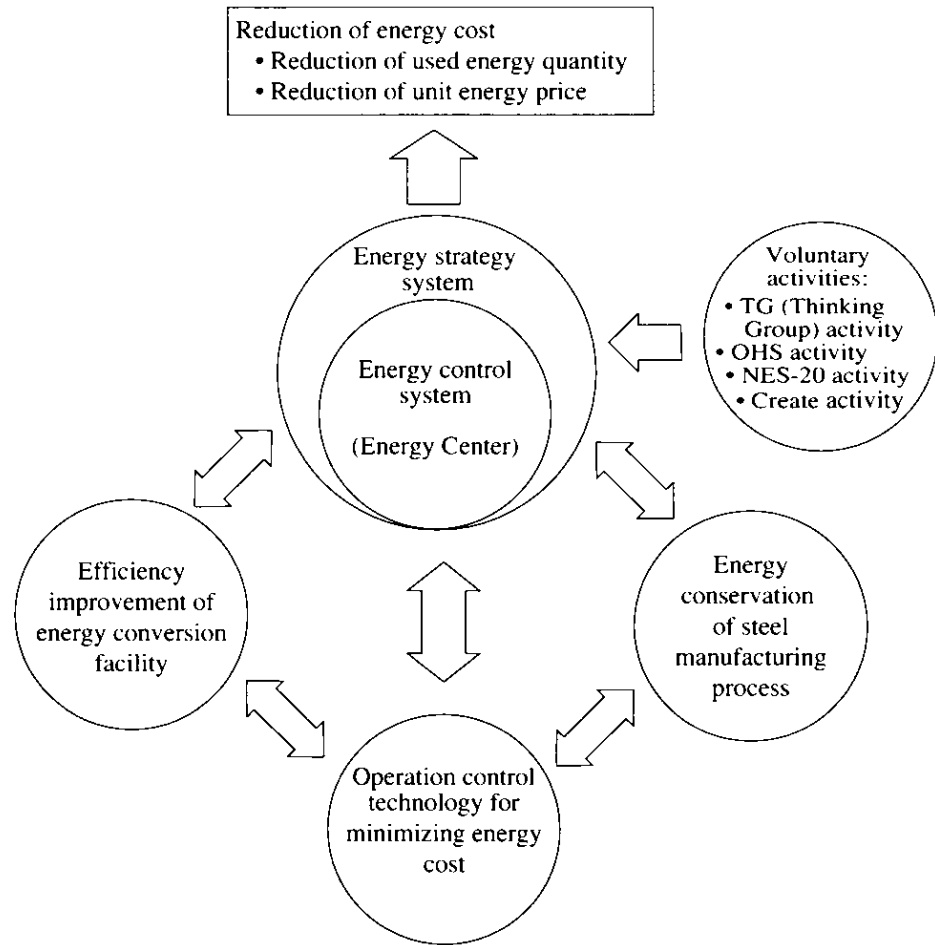 Reduction of energy cost
• Reduction of used energy quantity
• Reduction of unit energy price
Energy strategy
system
Energy control
system
(Energy Center)
Voluntary
activities:
• TG (Thinking
Group) activity
• OHS activity
• NES-20 activity
• Create activity
Efficiency
improvement of
energy conversion
facility
Energy
conservation
of steel
manufacturing
process
Operation control
technology for
minimizing energy
cost